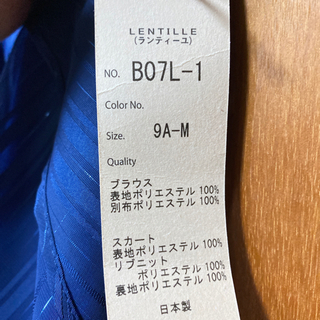 LENTILLE
(ランティーユ)
NO. B07L-1
Color No.
Size. 9A-M
Quality
ブラウス
表地ポリエステル 100%
別布ポリエステル 100%
スカート
表地ポリエステル 100%
リブニット
ポリエステル 100%
裏地ポリエステル 100%
日本製